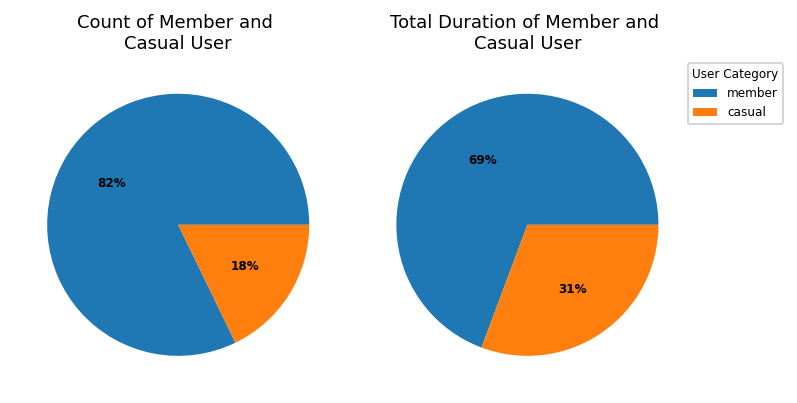 Count of Member and
Casual User
82%
18%
Total Duration of Member and
Casual User
69%
31%
User Category
member
casual